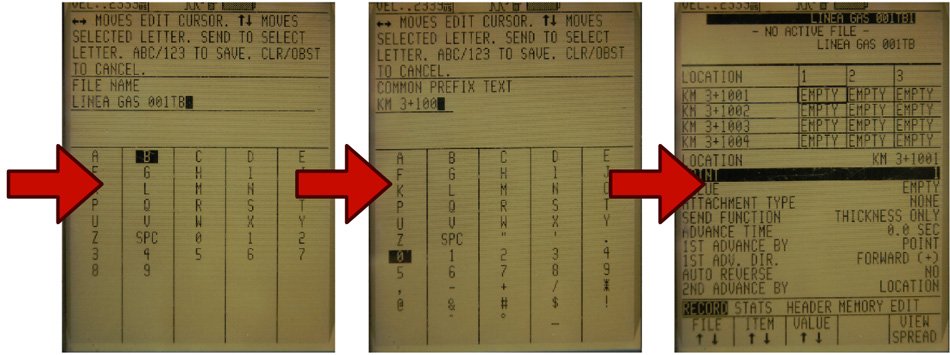 ←→ MOVES EDIT CURSOR. ↑↓ MOVES
SELECTED LETTER. SEND TO SELECT
LETTER. ABC/123 TO SAVE. CLR/OBST
TO CANCEL.
FILE NAME
LINEA GAS 001TB
A B C D E
G H I
L M N
P Q R S T
U V W X Y
Z SPC 0 1 2
3 4 5 6 7
8 9
←→ MOVES EDIT CURSOR. ↑↓ MOVES
SELECTED LETTER. SEND TO SELECT
LETTER. ABC/123 TO SAVE. CLR/OBST
TO CANCEL.
COMMON PREFIX TEXT
KM 3+100
A B C D E
F G H I J
K L M N
P Q R S T
U V W X Y
Z SPC " ' .
0 1 2 3 4
5 6 7 8 9
, - + / *
@ & # $ !
LINEA GAS 001TB1
- NO ACTIVE FILE -
LINEA GAS 001TB
LOCATION 1 2 3
KM 3+1001 EMPTY EMPTY EMPTY
KM 3+1002 EMPTY EMPTY EMPTY
KM 3+1003 EMPTY EMPTY EMPTY
KM 3+1004 EMPTY EMPTY EMPTY
LOCATION KM 3+1001
1
EMPTY
ATTACHMENT TYPE NONE
SEND FUNCTION THICKNESS ONLY
ADVANCE TIME 0.0 SEC
1ST ADVANCE BY POINT
1ST ADV. DIR. FORWARD (+)
AUTO REVERSE NO
2ND ADVANCE BY LOCATION
RECORD STATS HEADER MEMORY EDIT
FILE ITEM VALUE VIEW
↑↓ ↑↓ ↑↓ SPREAD